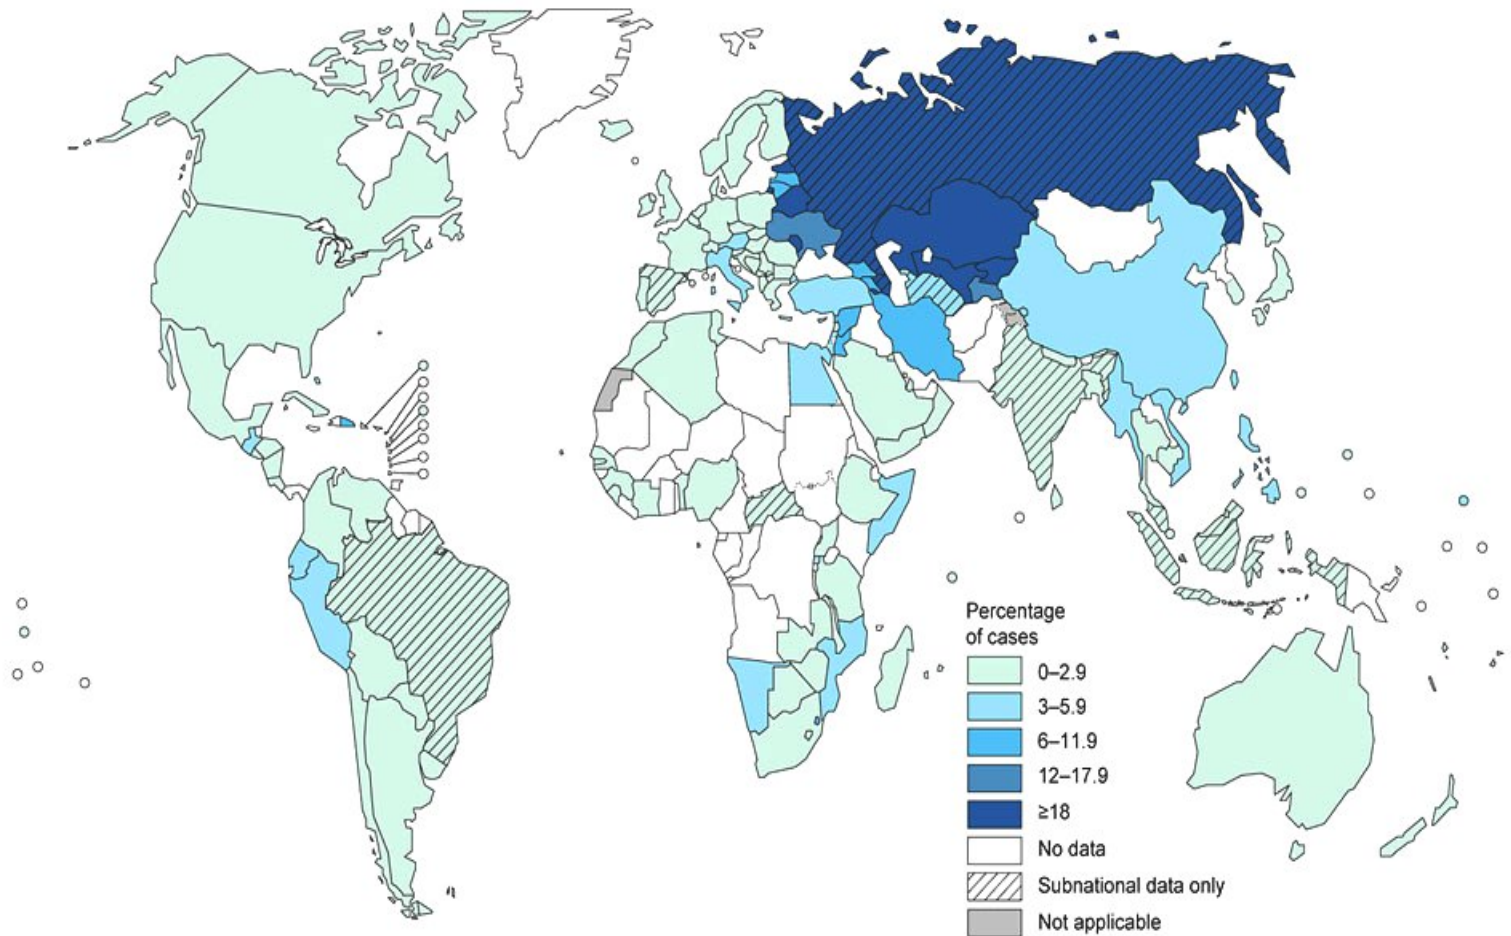 Percentage
of cases
0–2.9
3–5.9
6–11.9
12–17.9
≥18
No data
Subnational data only
Not applicable